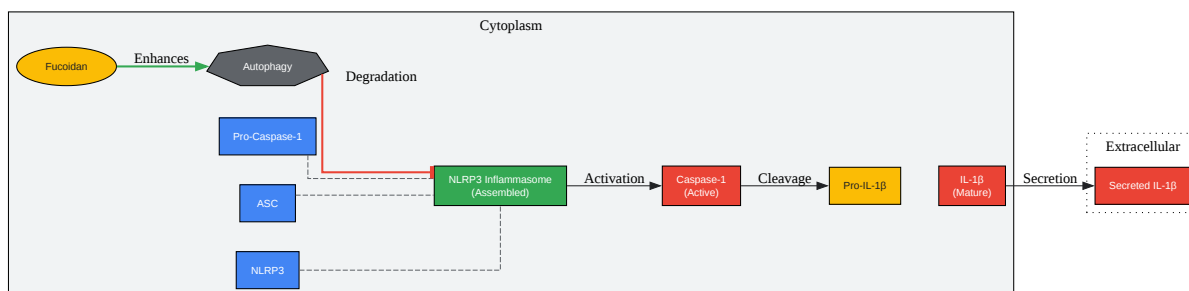 Cytoplasm
Fucoidan
Enhances
Autophagy
Degradation
Pro-Caspase-1
ASC
NLRP3
NLRP3 Inflammasome
(Assembled)
Activation
Caspase-1
(Active)
Cleavage
Pro-IL-1β
IL-1β
(Mature)
Secretion
Extracellular
Secreted IL-1β